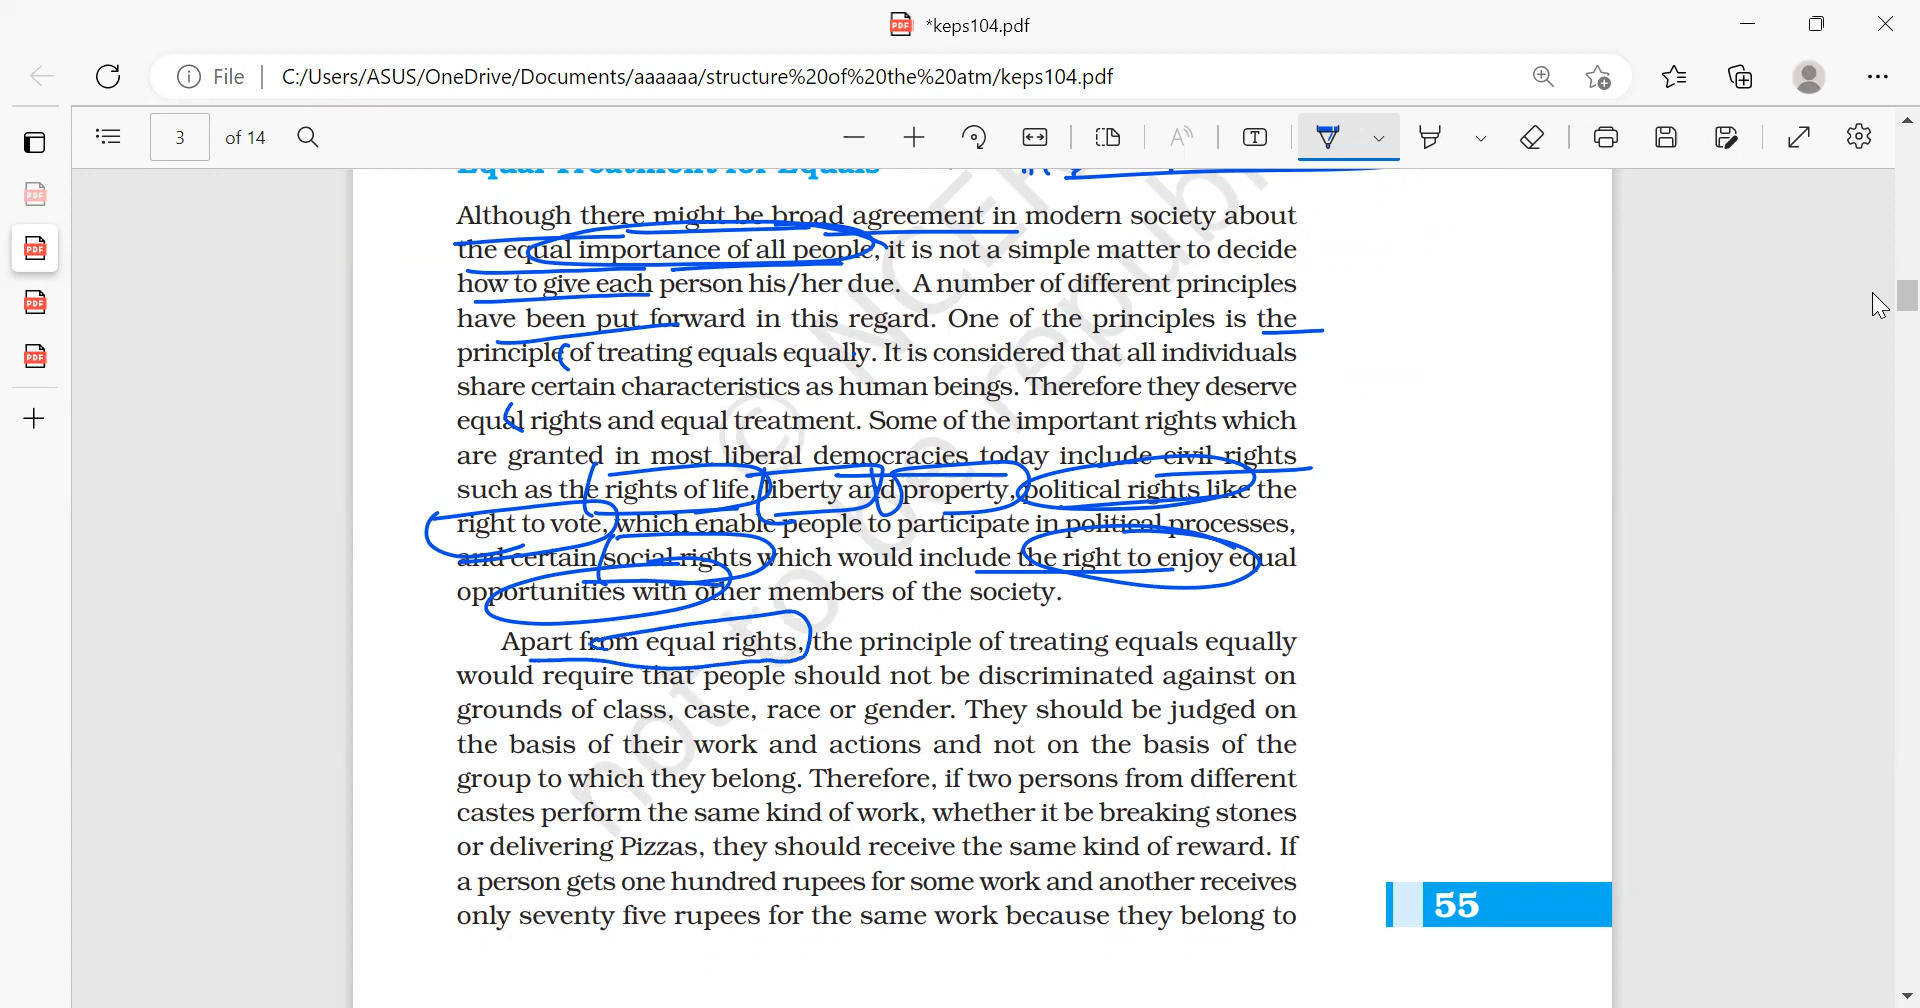 *keps104.pdf
File C:/Users/ASUS/OneDrive/Documents/aaaaaa/structure%20of%20the%20atm/keps104.pdf
3 of 14
Equal Treatment for Equals
Although there might be broad agreement in modern society about
the equal importance of all people, it is not a simple matter to decide
how to give each person his/her due. A number of different principles
have been put forward in this regard. One of the principles is the
principle of treating equals equally. It is considered that all individuals
share certain characteristics as human beings. Therefore they deserve
equal rights and equal treatment. Some of the important rights which
are granted in most liberal democracies today include civil rights
such as the rights of life, liberty and property, political rights like the
right to vote, which enable people to participate in political processes,
and certain social rights which would include the right to enjoy equal
opportunities with other members of the society.
Apart from equal rights, the principle of treating equals equally
would require that people should not be discriminated against on
grounds of class, caste, race or gender. They should be judged on
the basis of their work and actions and not on the basis of the
group to which they belong. Therefore, if two persons from different
castes perform the same kind of work, whether it be breaking stones
or delivering Pizzas, they should receive the same kind of reward. If
a person gets one hundred rupees for some work and another receives
only seventy five rupees for the same work because they belong to
55
© NCERT
not to be republ